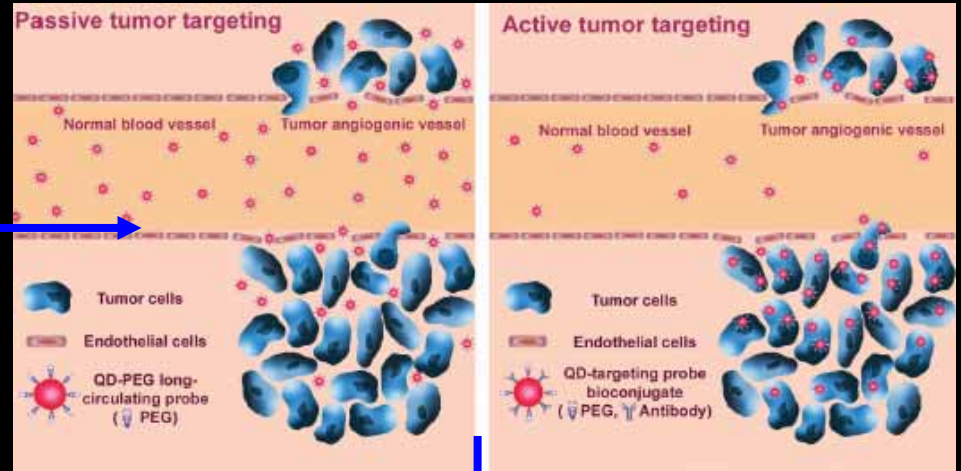 Passive tumor targeting
Normal blood vessel
Tumor angiogenic vessel
Tumor cells
Endothelial cells
QD-PEG long-
circulating probe
( PEG)
Active tumor targeting
Normal blood vessel
Tumor angiogenic vessel
Tumor cells
Endothelial cells
QD-targeting probe
bioconjugate
( PEG, Antibody)